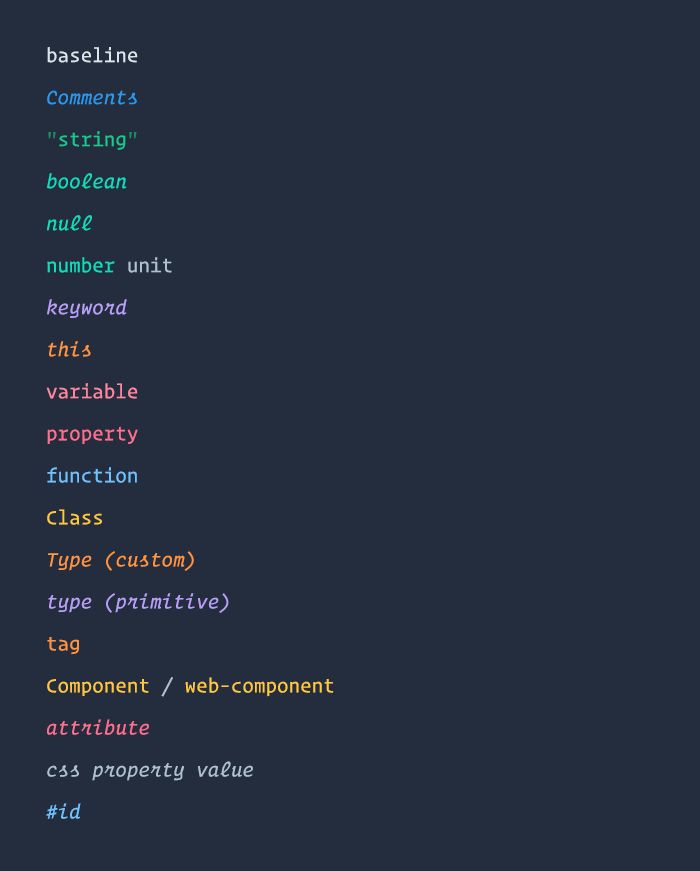 baseline
Comments
"string"
boolean
null
number unit
keyword
this
variable
property
function
Class
Type (custom)
type (primitive)
tag
Component / web-component
attribute
css property value
#id